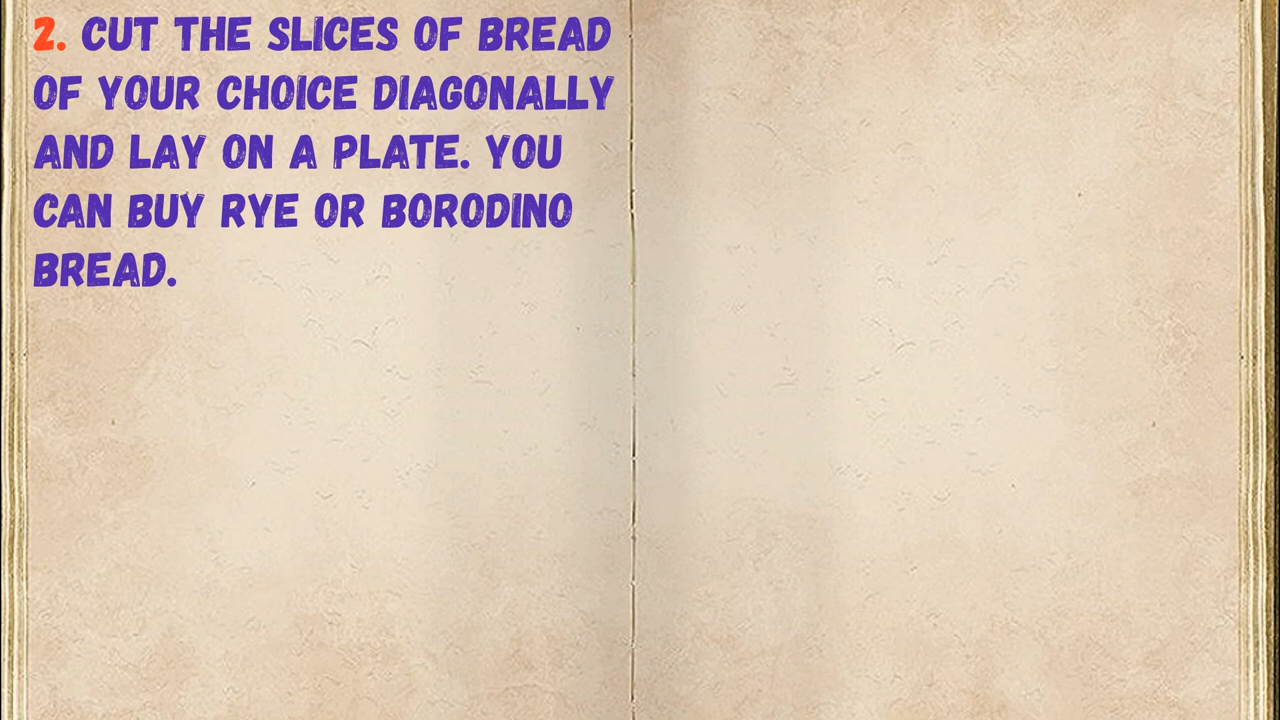 2. CUT THE SLICES OF BREAD
OF YOUR CHOICE DIAGONALLY
AND LAY ON A PLATE. YOU
CAN BUY RYE OR BORODINO
BREAD.